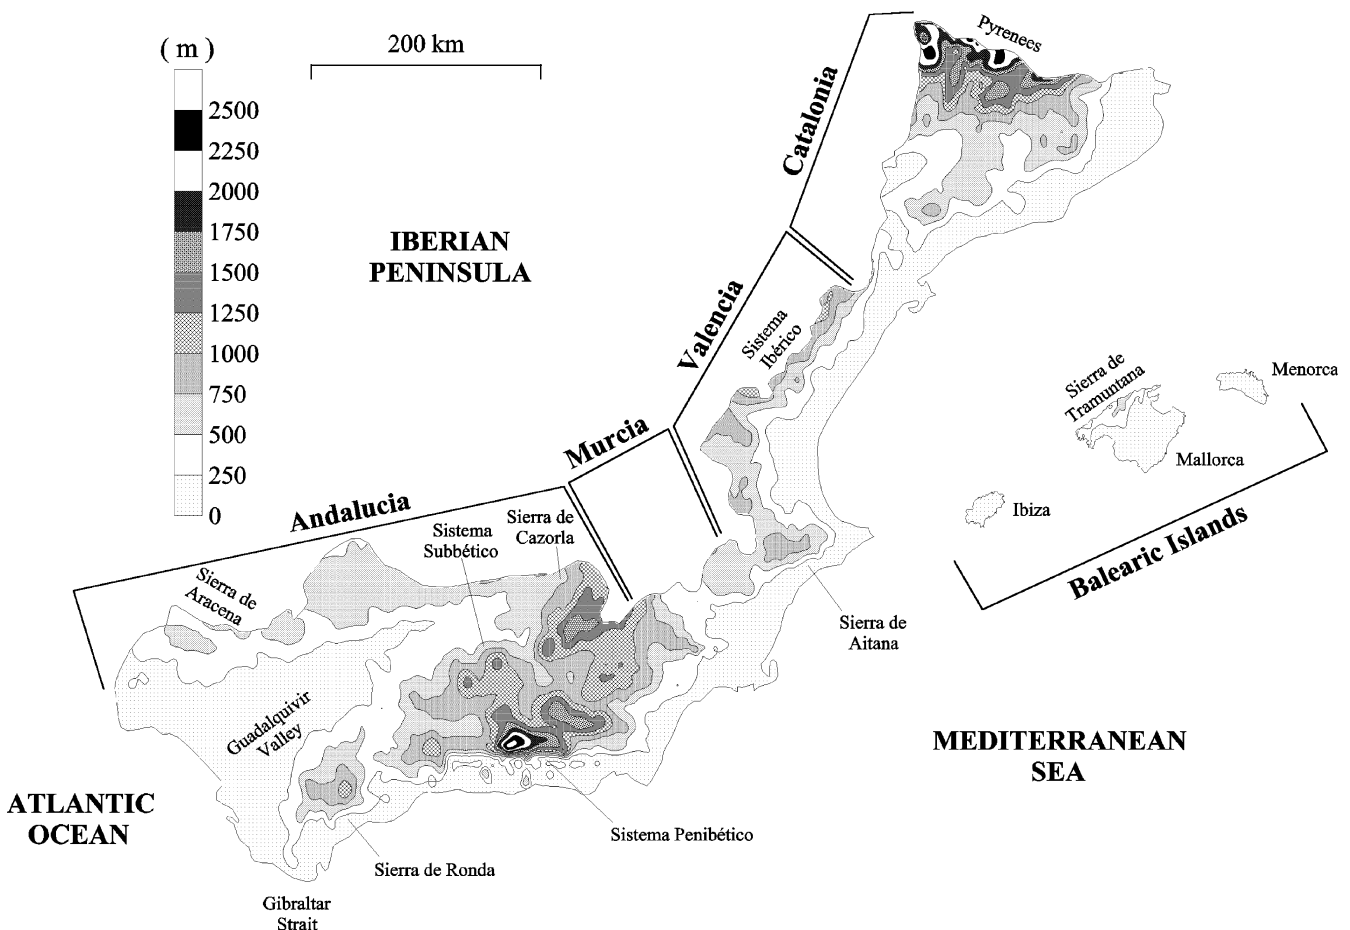 ( m )
2500
2250
2000
1750
1500
1250
1000
750
500
250
0
200 km
IBERIAN
PENINSULA
Pyrenees
Catalonia
Valencia
Sistema
Ibérico
Murcia
Andalucia
Sierra de
Aracena
Sistema
Subbético
Sierra de
Cazorla
Guadalquivir
Valley
Sierra de
Tramuntana
Menorca
Mallorca
Ibiza
Balearic Islands
Sierra de
Aitana
MEDITERRANEAN
SEA
ATLANTIC
OCEAN
Sistema Penibético
Sierra de Ronda
Gibraltar
Strait